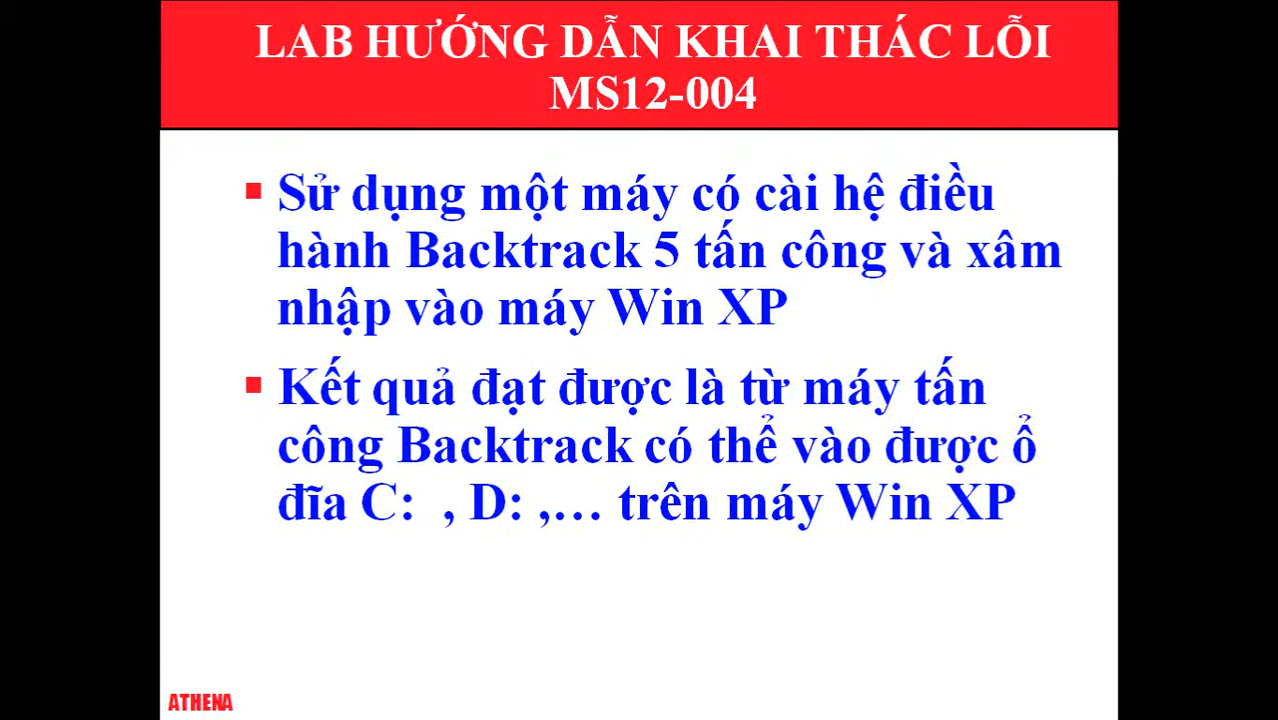 LAB HƯỚNG DẪN KHAI THÁC LỖI
MS12-004
Sử dụng một máy có cài hệ điều
hành Backtrack 5 tấn công và xâm
nhập vào máy Win XP
Kết quả đạt được là từ máy tấn
công Backtrack có thể vào được ổ
đĩa C: , D: ,… trên máy Win XP
ATHENA